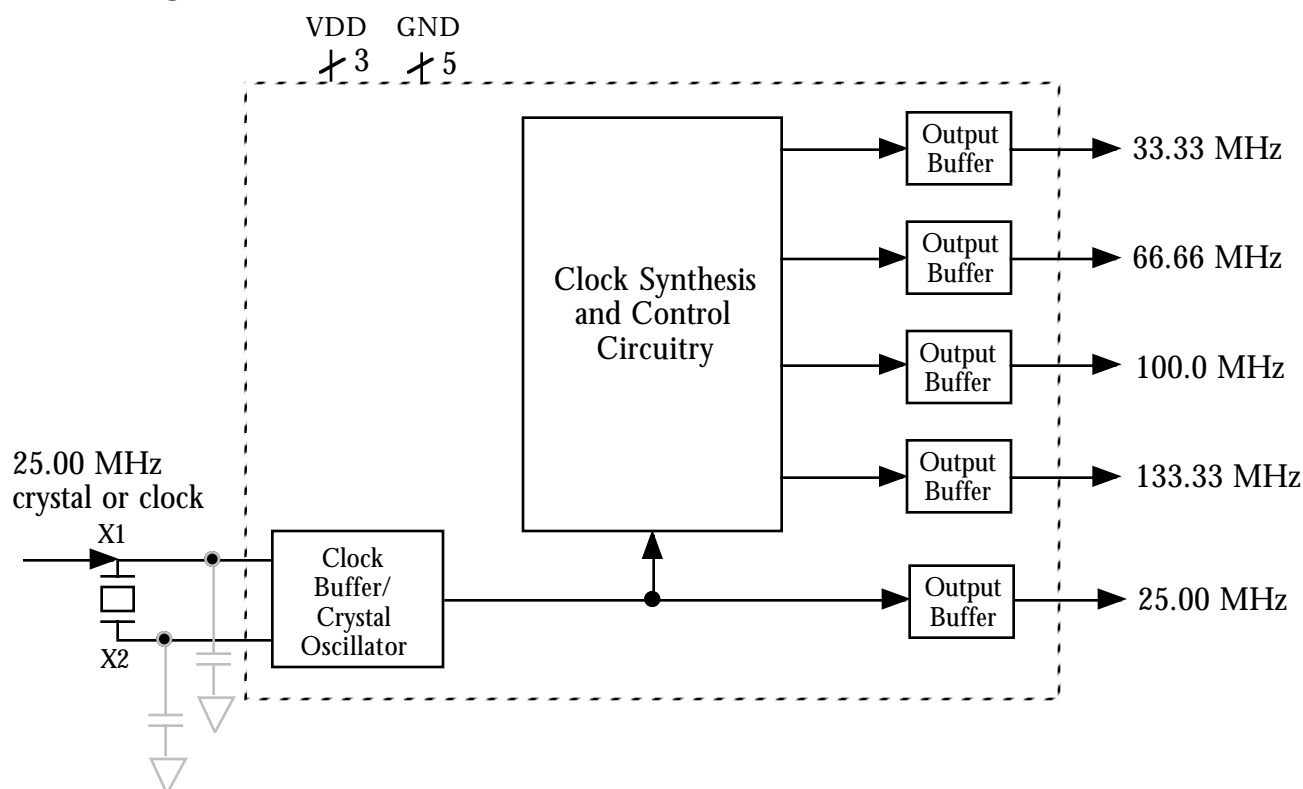 VDD GND
3 5
Output
Buffer
33.33 MHz
Output
Buffer
66.66 MHz
Clock Synthesis
and Control
Circuitry
Output
Buffer
100.0 MHz
Output
Buffer
133.33 MHz
25.00 MHz
crystal or clock
X1
X2
Clock
Buffer/
Crystal
Oscillator
Output
Buffer
25.00 MHz